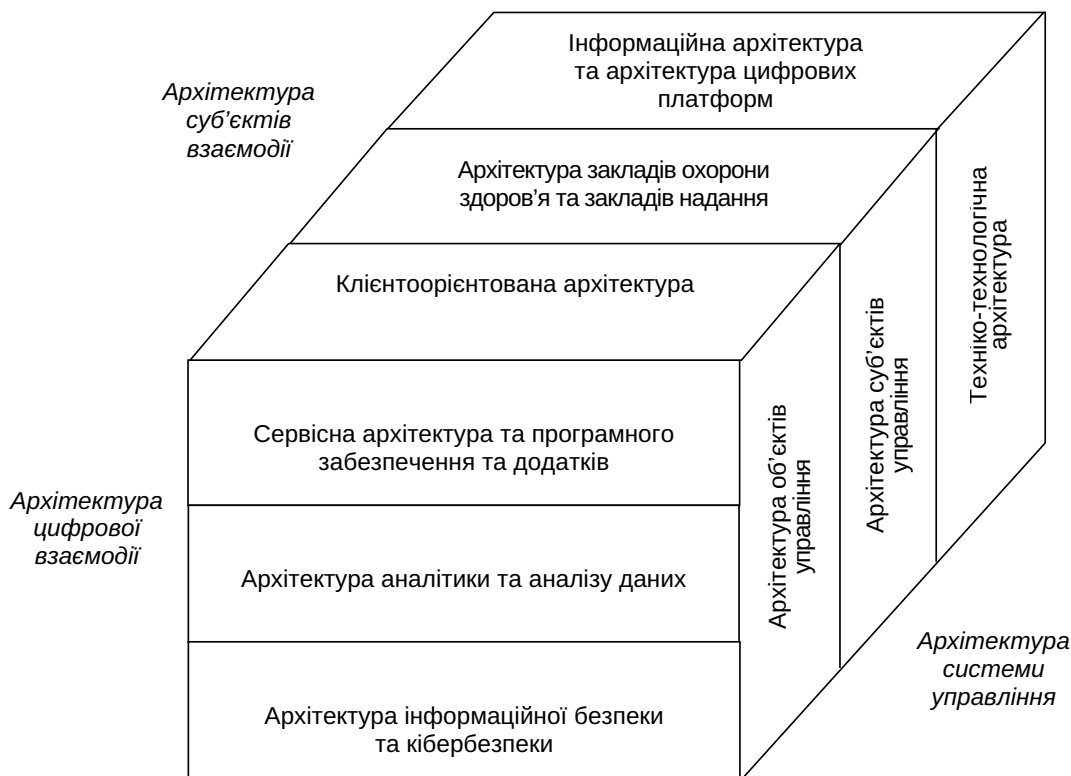 Інформаційна архітектура
та архітектура цифрових
платформ
Архітектура
суб’єктів
взаємодії
Архітектура закладів охорони
здоров’я та закладів надання
Клієнтоорієнтована архітектура
Техніко-технологічна
архітектура
Архітектура суб’єктів
управління
Архітектура об’єктів
управління
Сервісна архітектура та програмного
забезпечення та додатків
Архітектура
цифрової
взаємодії
Архітектура аналітики та аналізу даних
Архітектура
системи
управління
Архітектура інформаційної безпеки
та кібербезпеки